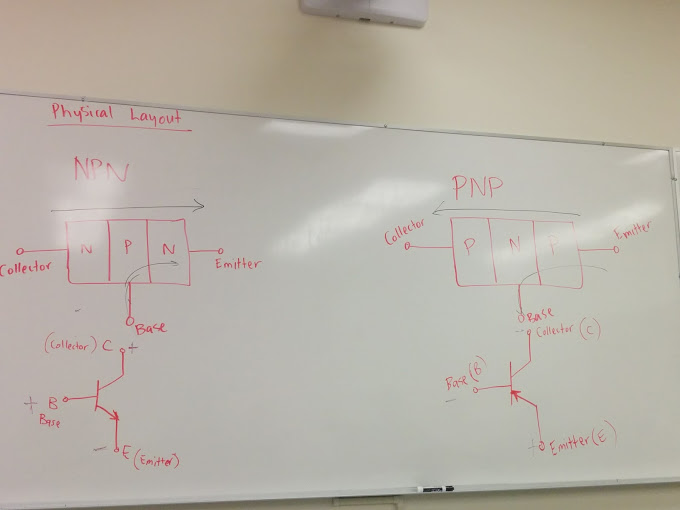 Physical Layout
NPN
N P N
Collector
Emitter
Base
(Collector) C +
+ B
Base
- E (Emitter)
PNP
Collector
P N P
Emitter
Base
Collector (C)
Base (B)
-
+ Emitter (E)